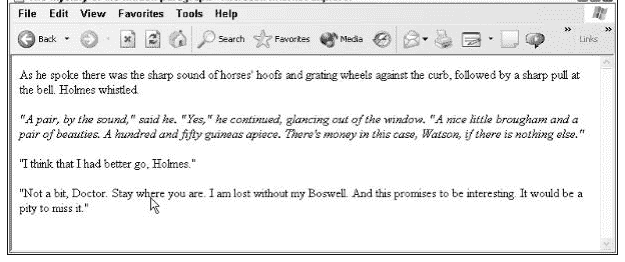 File Edit View Favorites Tools Help
Back Search Favorites Media » Links »
As he spoke there was the sharp sound of horses' hoofs and grating wheels against the curb, followed by a sharp pull at
the bell. Holmes whistled.
"A pair, by the sound," said he. "Yes," he continued, glancing out of the window. "A nice little brougham and a
pair of beauties. A hundred and fifty guineas apiece. There's money in this case, Watson, if there is nothing else."
"I think that I had better go, Holmes."
"Not a bit, Doctor. Stay where you are. I am lost without my Boswell. And this promises to be interesting. It would be a
pity to miss it."